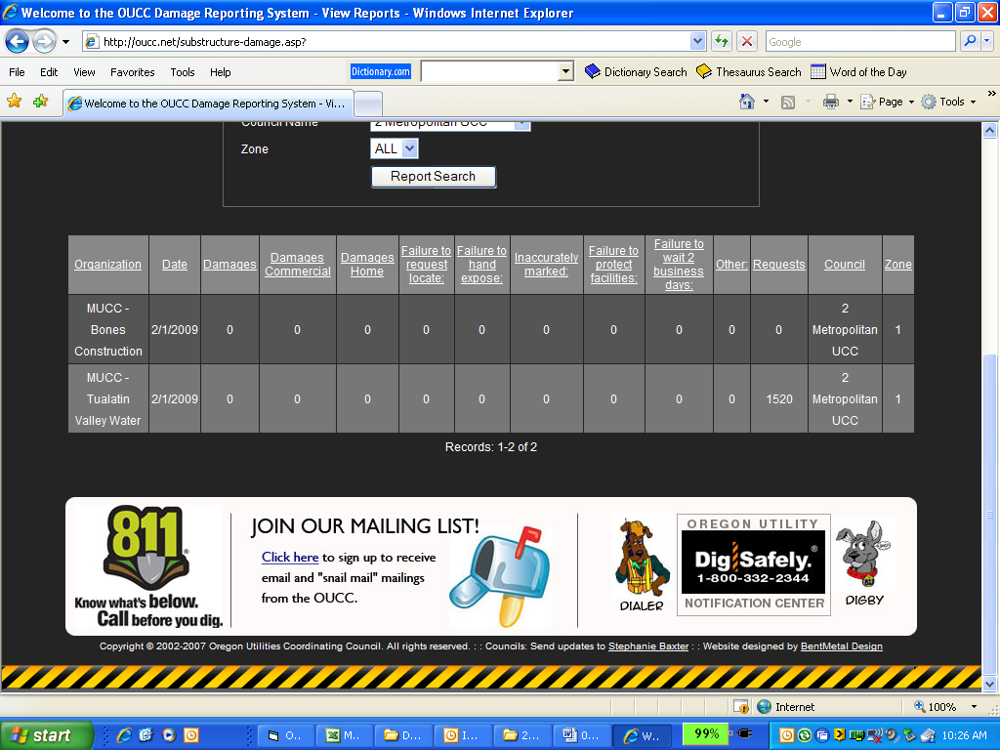 Welcome to the OUCC Damage Reporting System - View Reports - Windows Internet Explorer
http://oucc.net/substructure-damage.asp?
Google
File Edit View Favorites Tools Help
Dictionary.com
Dictionary Search Thesaurus Search Word of the Day
Welcome to the OUCC Damage Reporting System - Vi...
Page Tools
Council Name 2 Metropolitan UCC
Zone ALL
Report Search
Organization Date Damages Damages Commercial Damages Home Failure to request locate: Failure to hand expose: Inaccurately marked: Failure to protect facilities: Failure to wait 2 business days: Other: Requests Council Zone
MUCC - Bones Construction 2/1/2009 0 0 0 0 0 0 0 0 0 0 2 Metropolitan UCC 1
MUCC - Tualatin Valley Water 2/1/2009 0 0 0 0 0 0 0 0 0 1520 2 Metropolitan UCC 1
Records: 1-2 of 2
811
Know what's below.
Call before you dig.
JOIN OUR MAILING LIST!
Click here to sign up to receive
email and "snail mail" mailings
from the OUCC.
DIALER
OREGON UTILITY
Dig Safely.®
1-800-332-2344
NOTIFICATION CENTER
DIGBY
Copyright © 2002-2007 Oregon Utilities Coordinating Council. All rights reserved. : : Councils: Send updates to Stephanie Baxter : : Website designed by BentMetal Design
Internet 100%
start O... M... D... I... 2... 0... W... 99% 10:26 AM